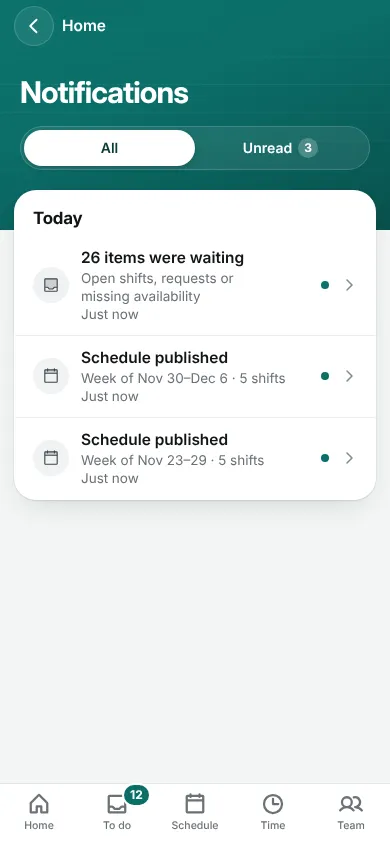 Home
Notifications
All
Unread 3
Today
26 items were waiting
Open shifts, requests or
missing availability
Just now
Schedule published
Week of Nov 30–Dec 6 · 5 shifts
Just now
Schedule published
Week of Nov 23–29 · 5 shifts
Just now
12
Home
To do
Schedule
Time
Team